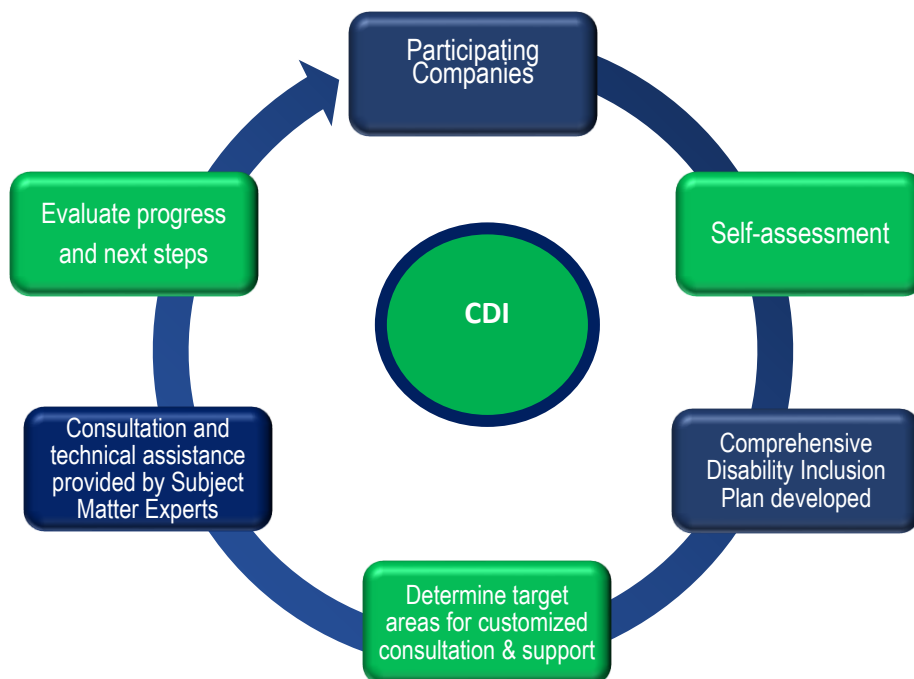 Participating
Companies
Self-assessment
Comprehensive
Disability Inclusion
Plan developed
Determine target
areas for customized
consultation & support
Consultation and
technical assistance
provided by Subject
Matter Experts
Evaluate progress
and next steps
CDI